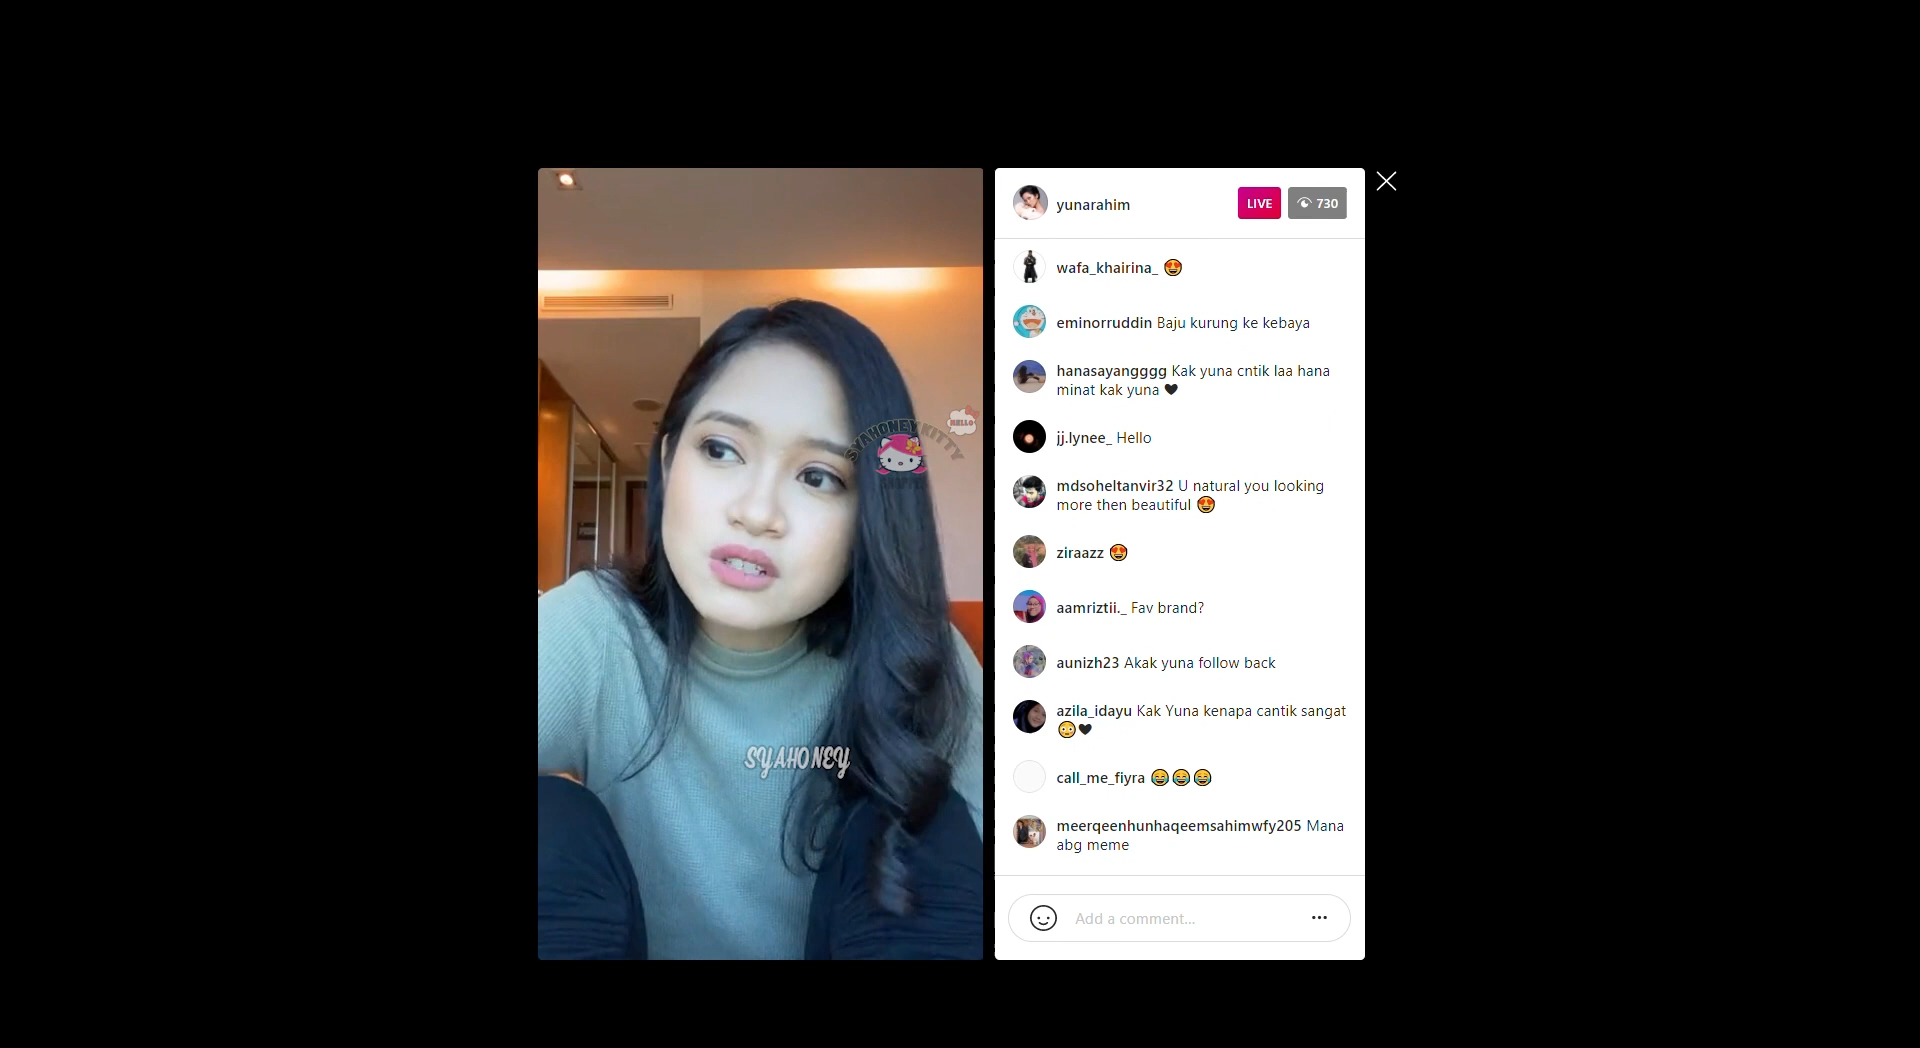 yunarahim
LIVE
730
wafa_khairina_ 😍
eminorruddin Baju kurung ke kebaya
hanasayangggg Kak yuna cntik laa hana
minat kak yuna 🖤
jj.lynee_ Hello
mdsoheltanvir32 U natural you looking
more then beautiful 😍
ziraazz 😍
aamriztii._ Fav brand?
aunizh23 Akak yuna follow back
azila_idayu Kak Yuna kenapa cantik sangat
😳🖤
call_me_fiyra 😂😂😂
meerqeenhunhaqeemsahimwfy205 Mana
abg meme
Add a comment...
SYAHONEYKITTY
HELLO
SYAHONEY